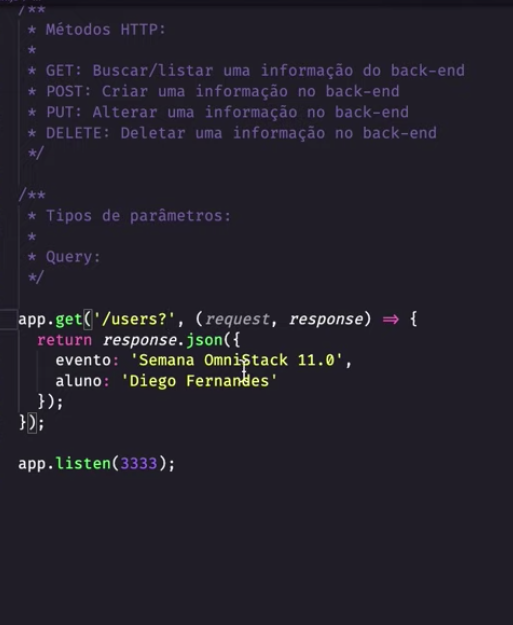 /**
* Métodos HTTP:
*
* GET: Buscar/listar uma informação do back-end
* POST: Criar uma informação no back-end
* PUT: Alterar uma informação no back-end
* DELETE: Deletar uma informação no back-end
*/
/**
* Tipos de parâmetros:
*
* Query:
*/
app.get('/users?', (request, response) => {
return response.json({
evento: 'Semana OmniStack 11.0',
aluno: 'Diego Fernandes'
});
});
app.listen(3333);